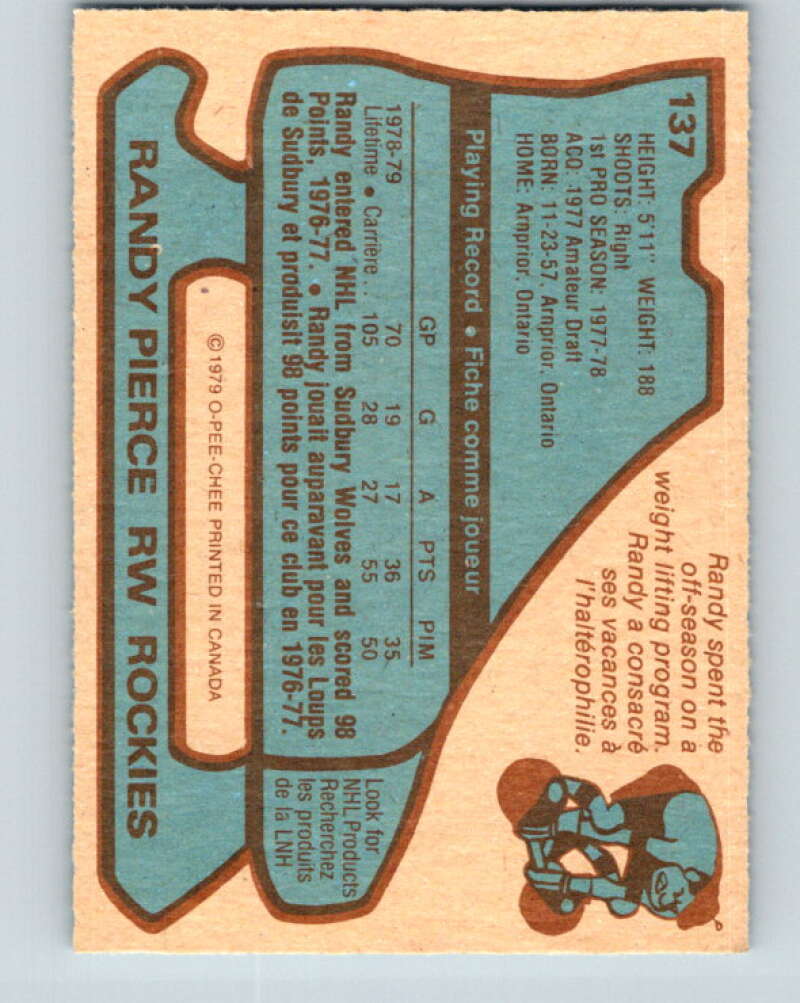 137
HEIGHT: 5'11" WEIGHT: 188
SHOOTS: Right
1st PRO SEASON: 1977-78
ACQ: 1977 Amateur Draft
BORN: 11-23-57, Arnprior, Ontario
HOME: Arnprior, Ontario
Randy spent the
off-season on a
weight lifting program.
Randy a consacré
ses vacances à
l'haltérophilie.
Playing Record • Fiche comme joueur
GP G A PTS PIM
1978-79 70 19 17 36 35
Lifetime • Carrière .. 105 28 27 55 50
Randy entered NHL from Sudbury Wolves and scored 98
Points, 1976-77. • Randy jouait auparavant pour les Loups
de Sudbury et produisit 98 points pour ce club en 1976-77.
Look for
NHL Products
Recherchez
les produits
de la LNH
© 1979 O-PEE-CHEE PRINTED IN CANADA
RANDY PIERCE RW ROCKIES